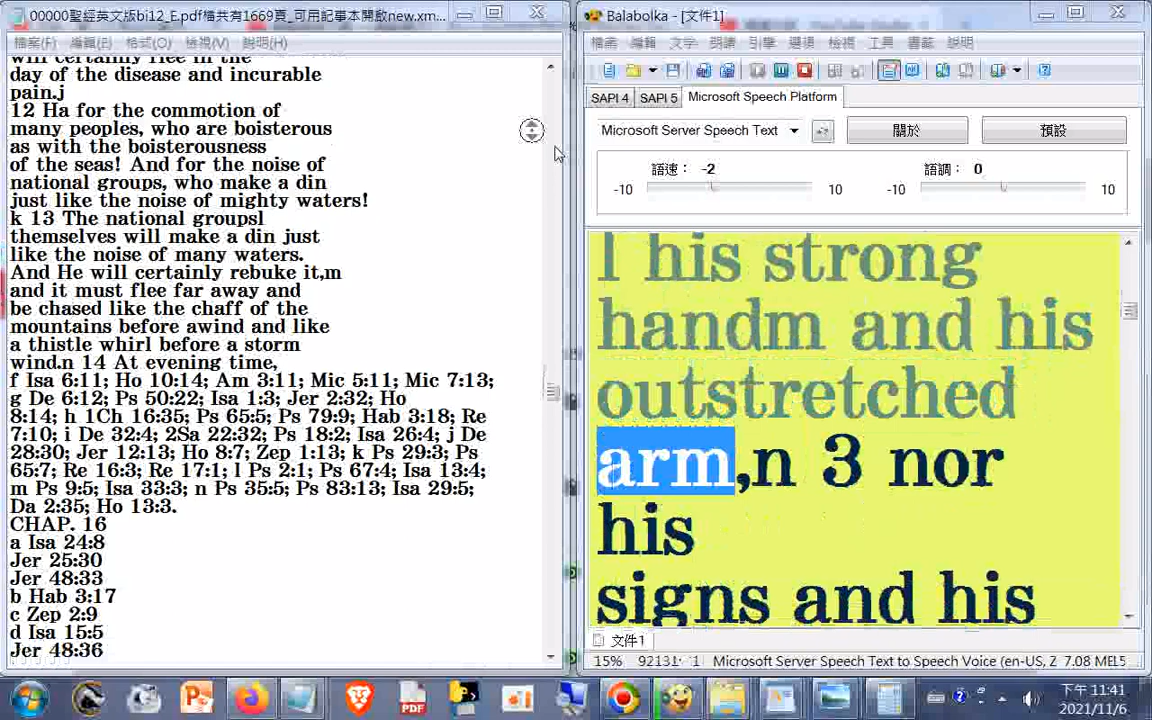 00000聖經英文版bi12_E.pdf檔共有1669頁_可用記事本開啟new.xm...
檔案(F) 編輯(E) 格式(O) 檢視(V) 說明(H)
will certainly flee in the
day of the disease and incurable
pain.j
12 Ha for the commotion of
many peoples, who are boisterous
as with the boisterousness
of the seas! And for the noise of
national groups, who make a din
just like the noise of mighty waters!
k 13 The national groupsl
themselves will make a din just
like the noise of many waters.
And He will certainly rebuke it,m
and it must flee far away and
be chased like the chaff of the
mountains before awind and like
a thistle whirl before a storm
wind.n 14 At evening time,
f Isa 6:11; Ho 10:14; Am 3:11; Mic 5:11; Mic 7:13;
g De 6:12; Ps 50:22; Isa 1:3; Jer 2:32; Ho
8:14; h 1Ch 16:35; Ps 65:5; Ps 79:9; Hab 3:18; Re
7:10; i De 32:4; 2Sa 22:32; Ps 18:2; Isa 26:4; j De
28:30; Jer 12:13; Ho 8:7; Zep 1:13; k Ps 29:3; Ps
65:7; Re 16:3; Re 17:1; l Ps 2:1; Ps 67:4; Isa 13:4;
m Ps 9:5; Isa 33:3; n Ps 35:5; Ps 83:13; Isa 29:5;
Da 2:35; Ho 13:3.
CHAP. 16
a Isa 24:8
Jer 25:30
Jer 48:33
b Hab 3:17
c Zep 2:9
d Isa 15:5
Jer 48:36
Balabolka - [文件1]
檔案 編輯 文字 朗讀 引擎 選項 檢視 工具 書籤 說明
SAPI 4 SAPI 5 Microsoft Speech Platform
Microsoft Server Speech Text 關於 預設
語速： -2 語調： 0
-10 10 -10 10
l his strong
handm and his
outstretched
arm,n 3 nor
his
signs and his
文件1
15% Microsoft Server Speech Text to Speech Voice (en-US, Z 7.08
下午 11:41
2021/11/6